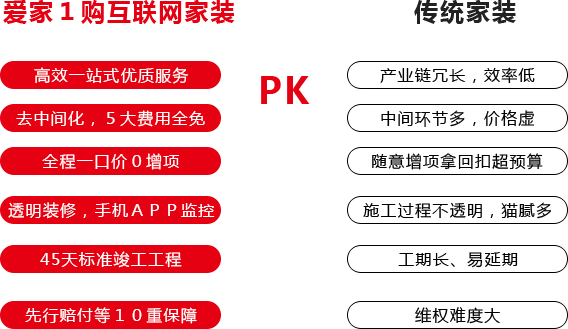 爱家１购互联网家装
传统家装
PK
高效一站式优质服务
产业链冗长，效率低
去中间化，５大费用全免
中间环节多，价格虚
全程一口价０增项
随意增项拿回扣超预算
透明装修，手机ＡＰＰ监控
施工过程不透明，猫腻多
45天标准竣工工程
工期长、易延期
先行赔付等１０重保障
维权难度大